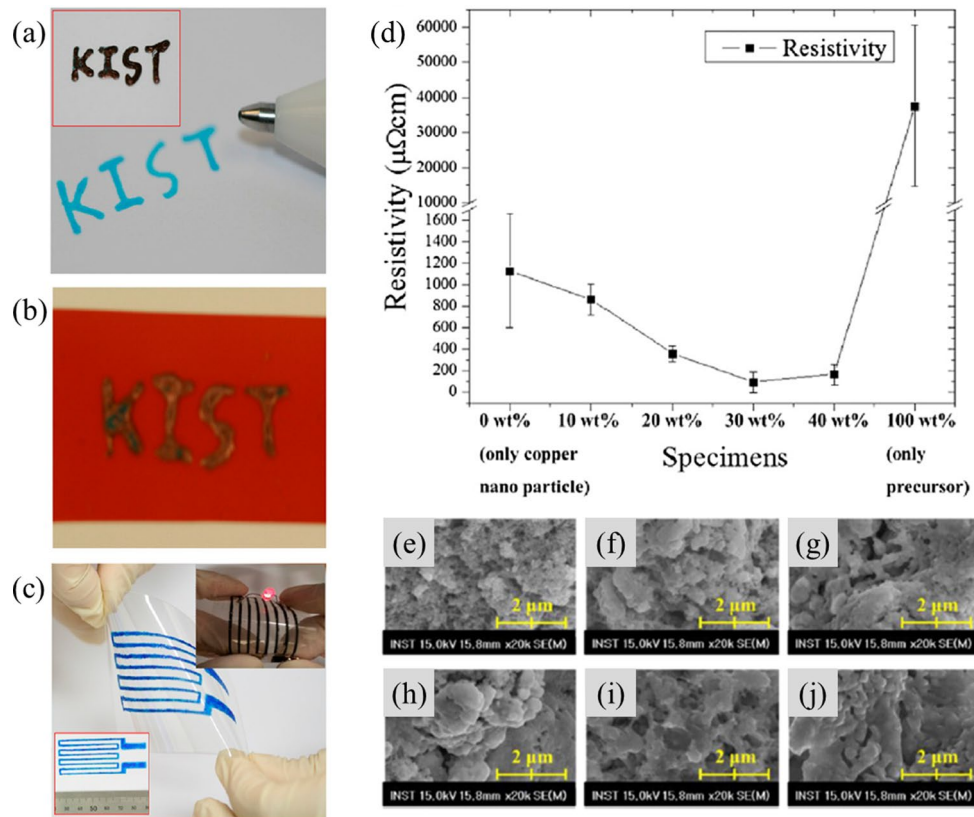 (a)
KIST
KIST
(b)
KIST
(c)
(d)
Resistivity
Resistivity (μΩcm)
60000
50000
40000
30000
20000
10000
1600
1400
1200
1000
800
600
400
200
0
0 wt% 10 wt% 20 wt% 30 wt% 40 wt% 100 wt%
(only copper
nano particle)
Specimens
(only
precursor)
(e)
2 μm
INST 15.0kV 15.8mm x20k SE(M)
(f)
2 μm
INST 15.0kV 15.8mm x20k SE(M)
(g)
2 μm
INST 15.0kV 15.8mm x20k SE(M)
(h)
2 μm
INST 15.0kV 15.8mm x20k SE(M)
(i)
2 μm
INST 15.0kV 15.8mm x20k SE(M)
(j)
2 μm
INST 15.0kV 15.8mm x20k SE(M)